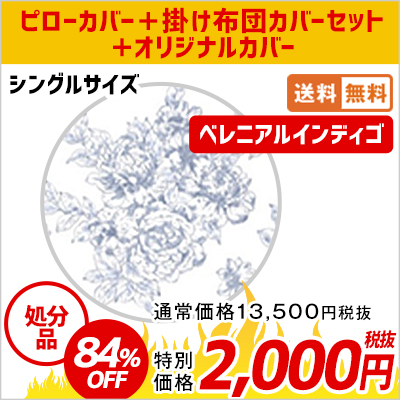 ピローカバー＋掛け布団カバーセット
＋オリジナルカバー
シングルサイズ
送料無料
ベレニアルインディゴ
通常価格13,500円税抜
処分
品
84%
OFF
特別
価格
2,000円
税抜